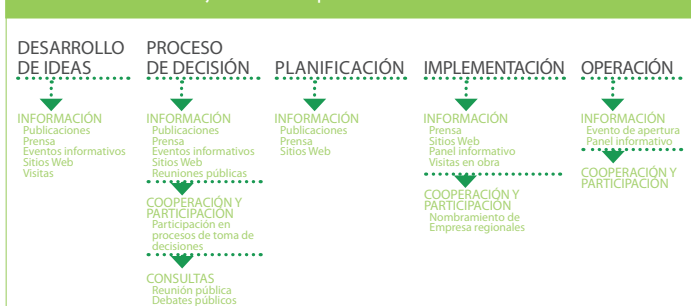 DESARROLLO
DE IDEAS
INFORMACIÓN
Publicaciones
Prensa
Eventos informativos
Sitios Web
Visitas
PROCESO
DE DECISIÓN
INFORMACIÓN
Publicaciones
Prensa
Eventos informativos
Sitios Web
Reuniones públicas
COOPERACIÓN Y
PARTICIPACIÓN
Participación en
procesos de toma de
decisiones
CONSULTAS
Reunión pública
Debates públicos
PLANIFICACIÓN
INFORMACIÓN
Publicaciones
Prensa
Sitios Web
IMPLEMENTACIÓN
INFORMACIÓN
Prensa
Sitios Web
Panel informativo
Visitas en obra
COOPERACIÓN Y
PARTICIPACIÓN
Nombramiento de
Empresa regionales
OPERACIÓN
INFORMACIÓN
Evento de apertura
Panel informativo
COOPERACIÓN Y
PARTICIPACIÓN